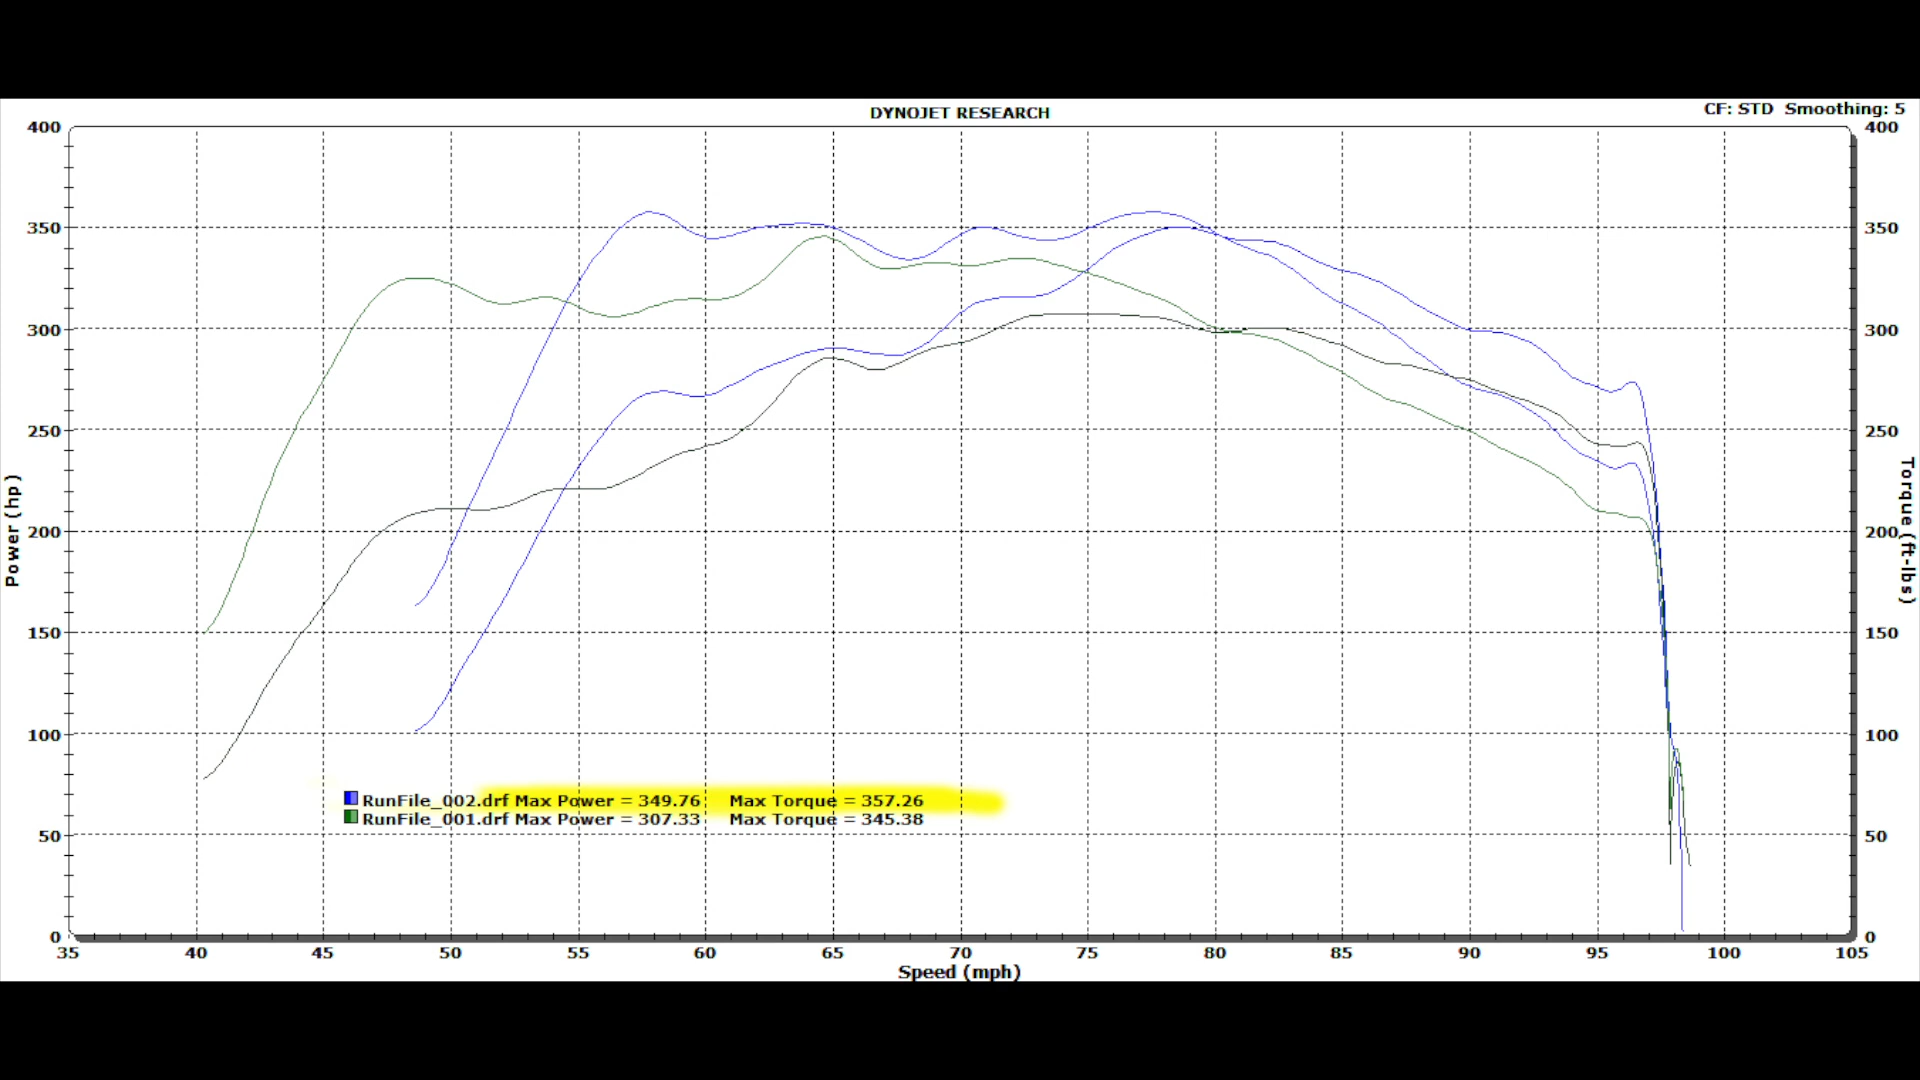 DYNOJET RESEARCH
CF: STD Smoothing: 5
400
350
300
250
200
150
100
50
0
Power (hp)
400
350
300
250
200
150
100
50
0
Torque (ft-lbs)
RunFile_002.drf Max Power = 349.76 Max Torque = 357.26
RunFile_001.drf Max Power = 307.33 Max Torque = 345.38
35 40 45 50 55 60 65 70 75 80 85 90 95 100 105
Speed (mph)